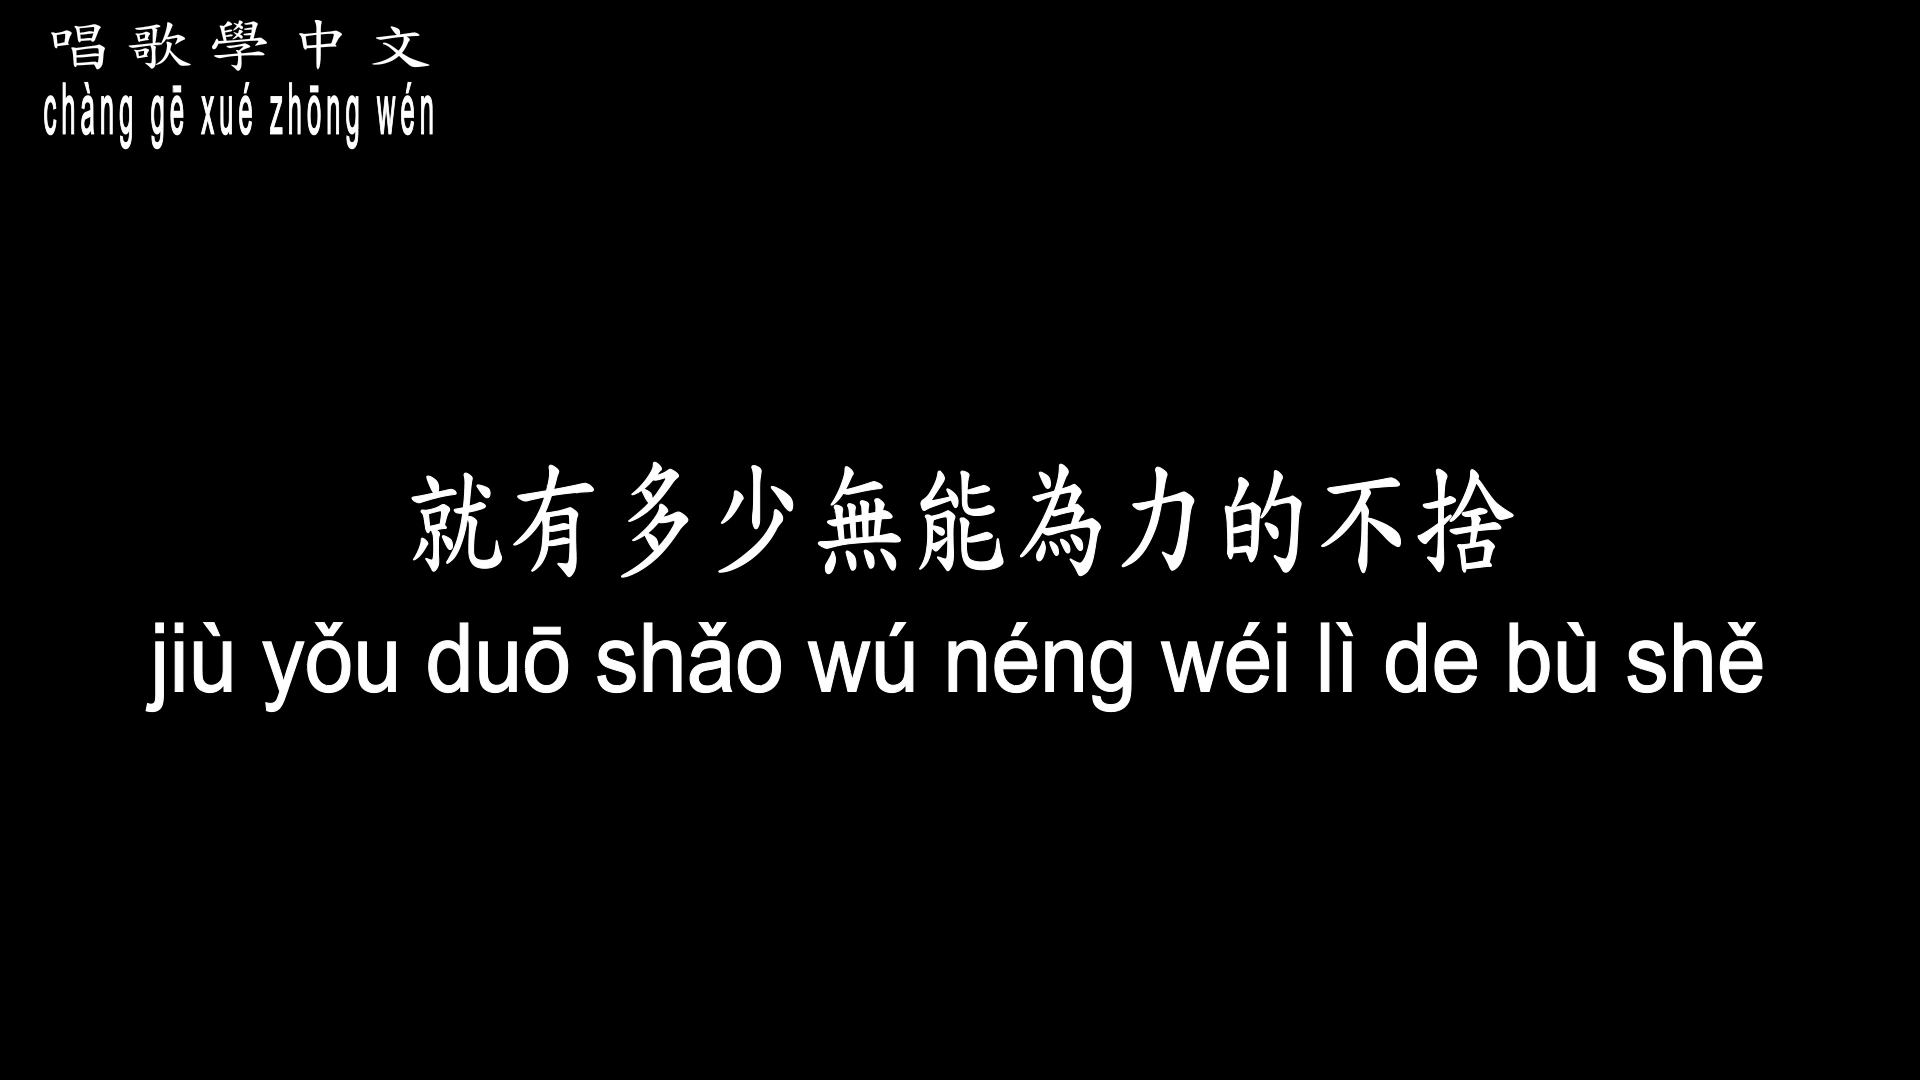 唱歌學中文
chàng gē xué zhōng wén
就有多少無能為力的不捨
jiù yǒu duō shǎo wú néng wéi lì de bù shě